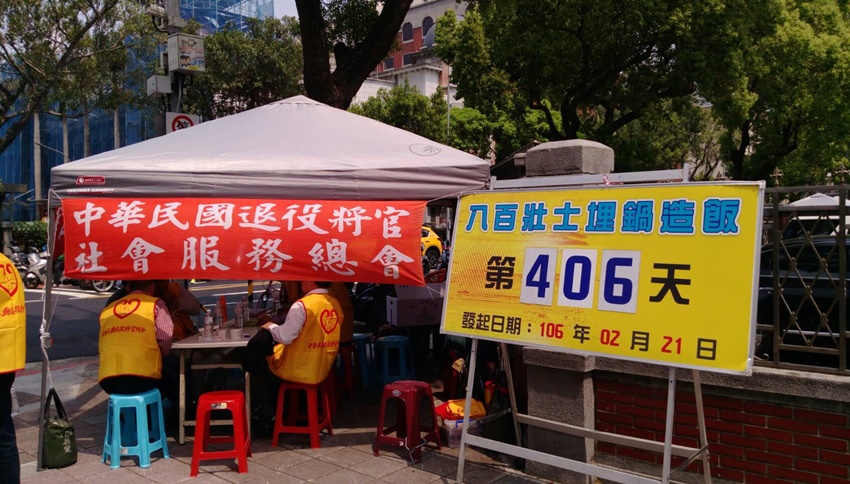 INSTANT CANOPY
中華民國退役將官
社會服務總會
八百壯士埋鍋造飯
第406天
發起日期：106年02月21日